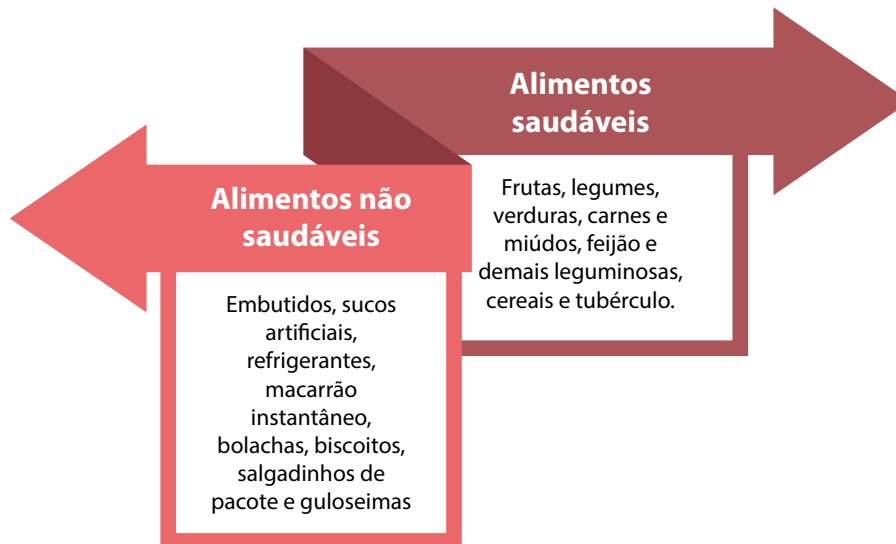 Alimentos
saudáveis
Frutas, legumes,
verduras, carnes e
miúdos, feijão e
demais leguminosas,
cereais e tubérculo.
Alimentos não
saudáveis
Embutidos, sucos
artificiais,
refrigerantes,
macarrão
instantâneo,
bolachas, biscoitos,
salgadinhos de
pacote e guloseimas